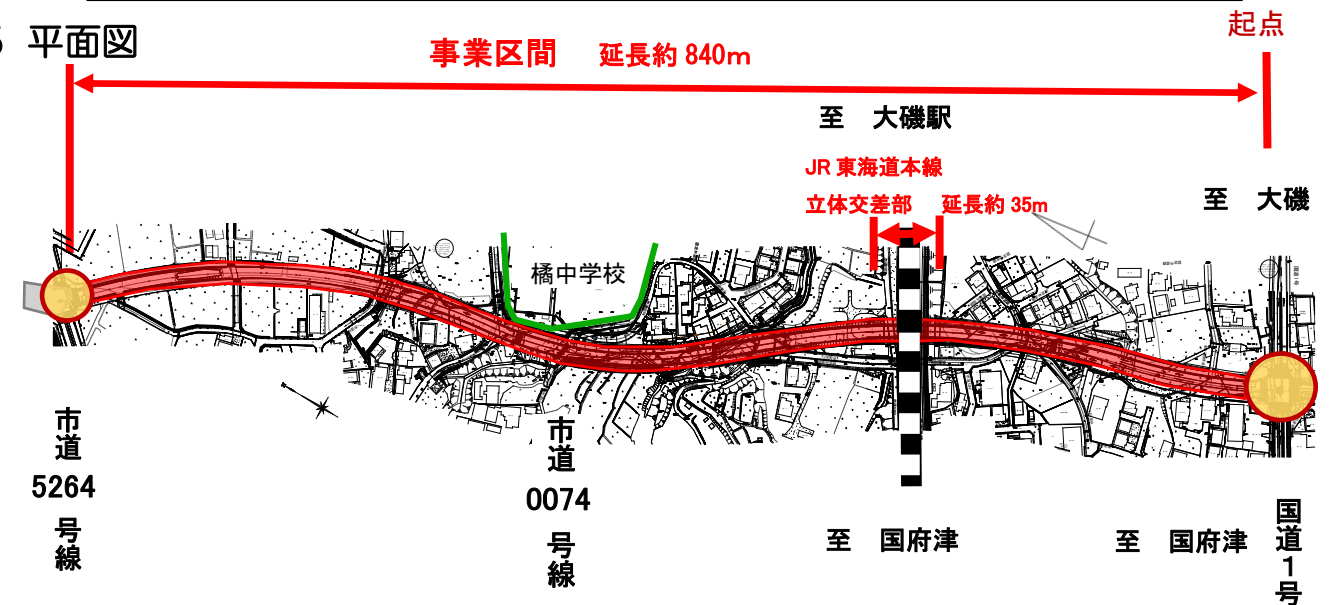 平面図
起点
事業区間 延長約 840m
至 大磯駅
JR 東海道本線
立体交差部 延長約 35m
至 大磯
橘中学校
市道
5264
号線
市道
0074
号線
至 国府津
至 国府津
国道1号